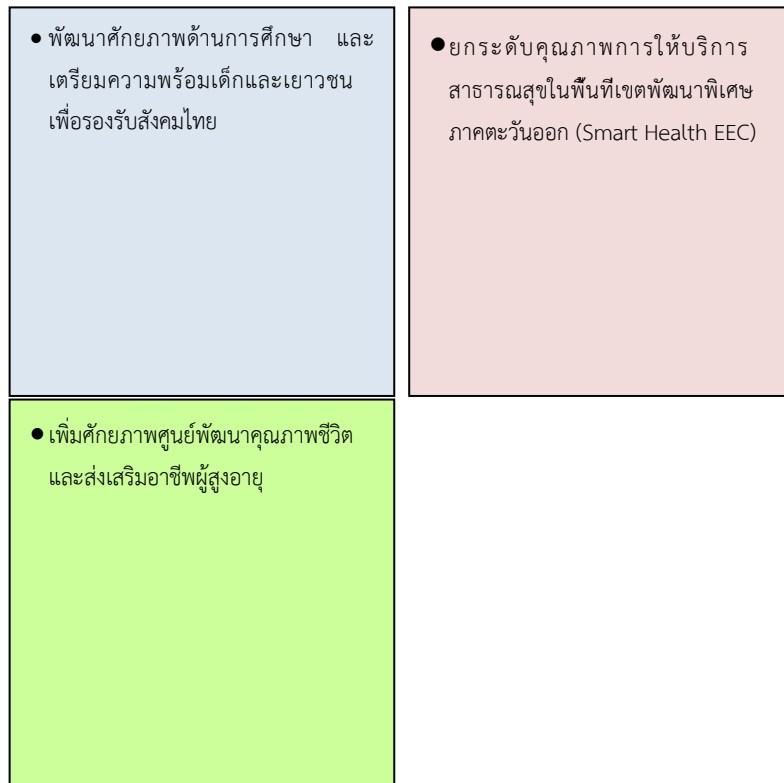 ● พัฒนาศักยภาพด้านการศึกษา และ
เตรียมความพร้อมเด็กและเยาวชน
เพื่อรองรับสังคมไทย
● ยกระดับคุณภาพการให้บริการ
สาธารณสุขในพื้นที่เขตพัฒนาพิเศษ
ภาคตะวันออก (Smart Health EEC)
● เพิ่มศักยภาพศูนย์พัฒนาคุณภาพชีวิต
และส่งเสริมอาชีพผู้สูงอายุ